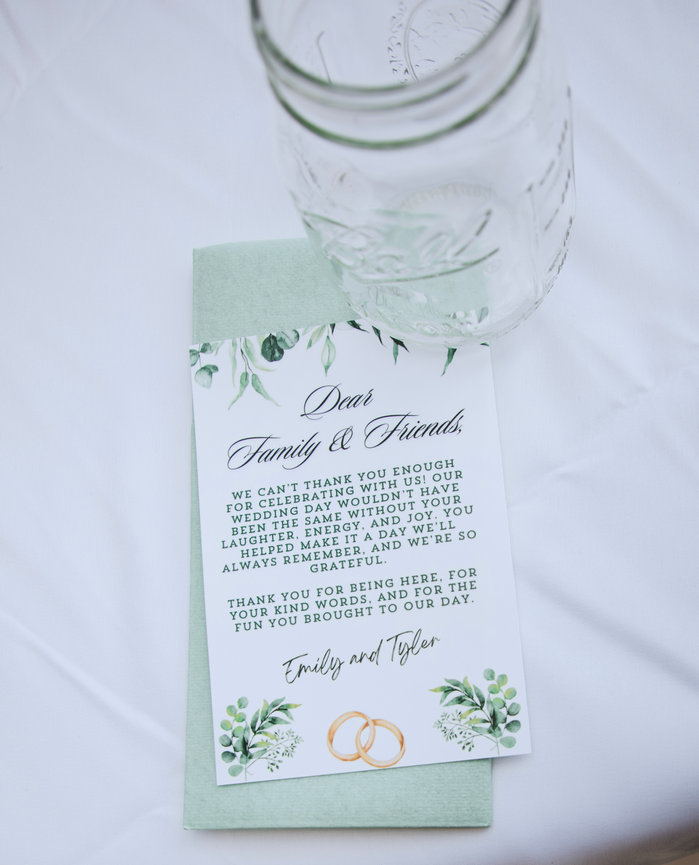 Dear
Family & Friends,
WE CAN'T THANK YOU ENOUGH
FOR CELEBRATING WITH US! OUR
WEDDING DAY WOULDN'T HAVE
BEEN THE SAME WITHOUT YOUR
LAUGHTER, ENERGY, AND JOY. YOU
HELPED MAKE IT A DAY WE'LL
ALWAYS REMEMBER, AND WE'RE SO
GRATEFUL.
THANK YOU FOR BEING HERE, FOR
YOUR KIND WORDS, AND FOR THE
FUN YOU BROUGHT TO OUR DAY.
Emily and Tyler